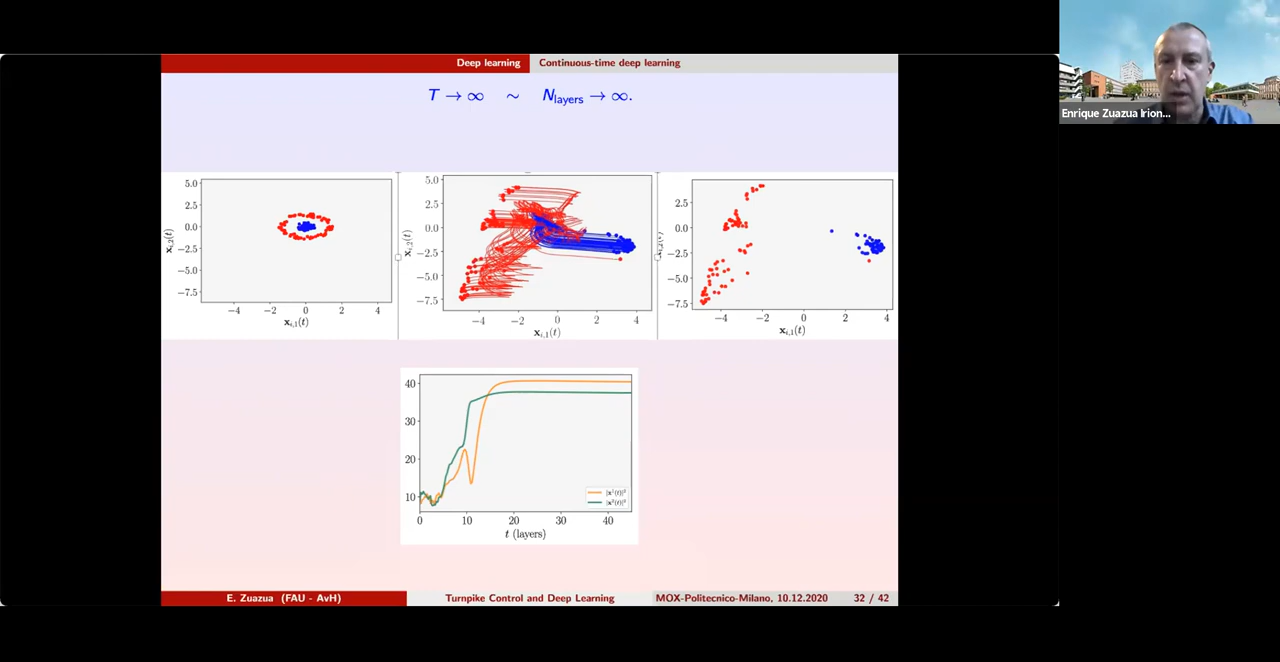 Deep learning
Continuous-time deep learning
T → ∞ ∼ N_layers → ∞.
Enrique Zuazua Irion...
5.0
2.5
0.0
−2.5
−5.0
−7.5
x_{i,2}(t)
−4 −2 0 2 4
x_{i,1}(t)
5.0
2.5
0.0
−2.5
−5.0
−7.5
x_{i,2}(t)
−4 −2 0 2 4
x_{i,1}(t)
2.5
0.0
−2.5
−5.0
−7.5
−4 −2 0 2 4
x_{i,1}(t)
40
30
20
10
0 10 20 30 40
t (layers)
E. Zuazua (FAU - AvH)
Turnpike Control and Deep Learning
MOX-Politecnico-Milano, 10.12.2020
32 / 42